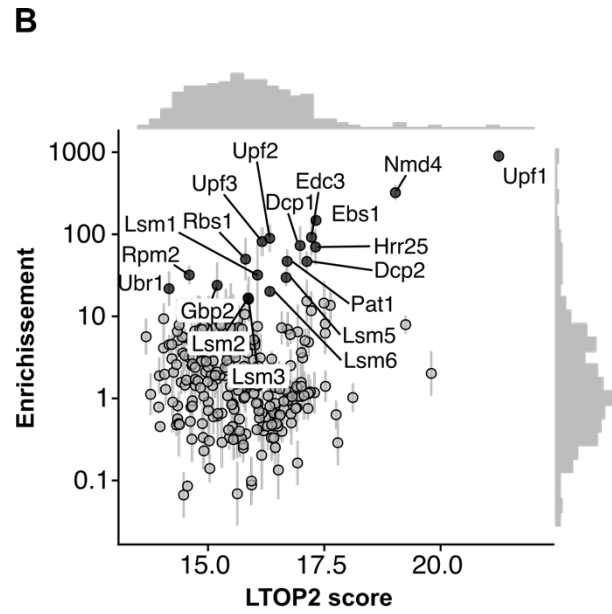 B
1000
100
10
1
0.1
Enrichissement
Upf2
Nmd4
Upf3
Edc3
Upf1
Dcp1
Ebs1
Lsm1
Rbs1
Hrr25
Rpm2
Dcp2
Ubr1
Pat1
Gbp2
Lsm5
Lsm2
Lsm6
Lsm3
15.0
17.5
20.0
LTOP2 score